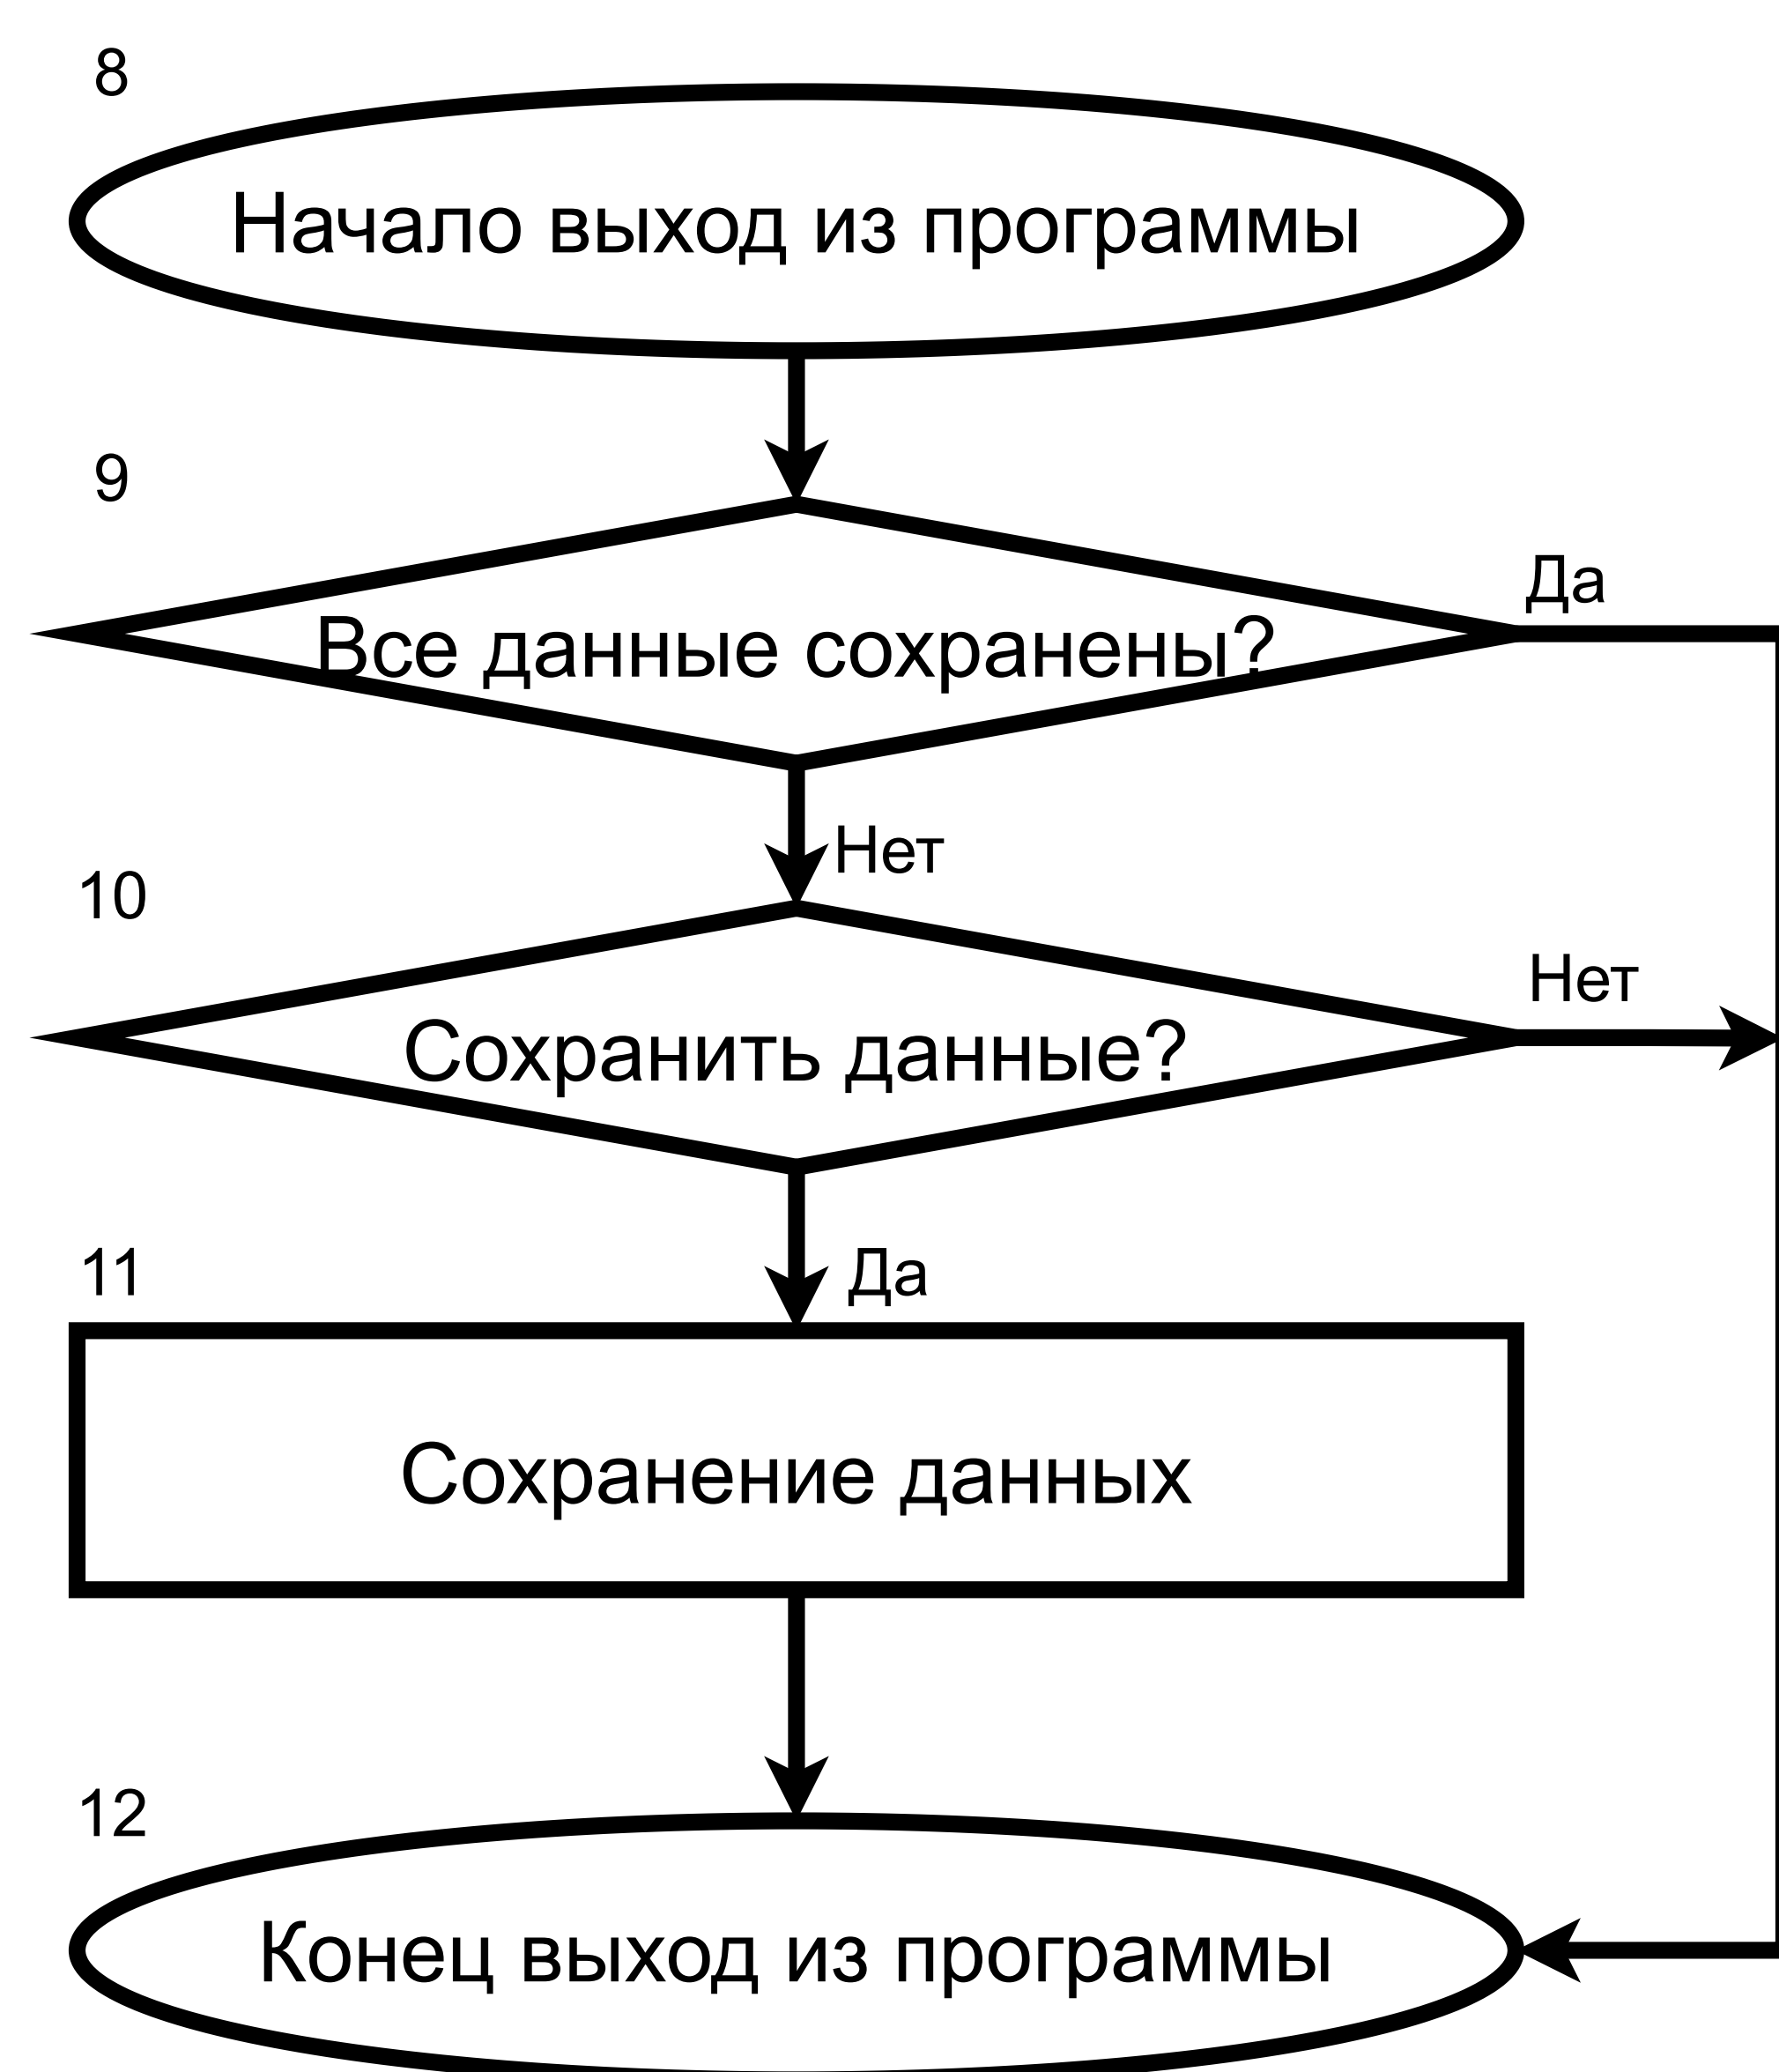 8
Начало выход из программы
9
Да
Все данные сохранены?
Нет
10
Нет
Сохранить данные?
11
Да
Сохранение данных
12
Конец выход из программы